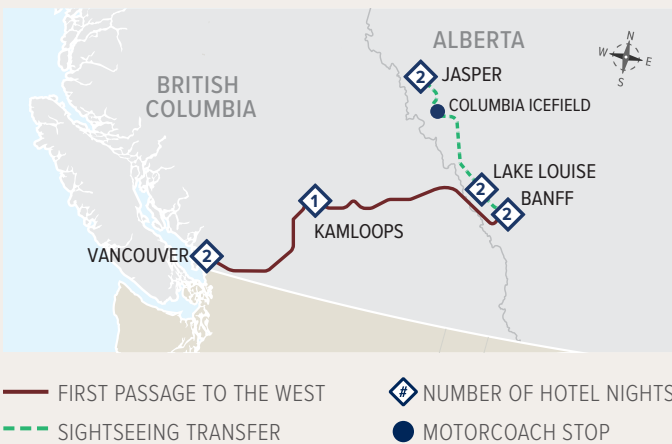 ALBERTA
N
W
E
S
2
JASPER
BRITISH
COLUMBIA
COLUMBIA ICEFIELD
LAKE LOUISE
2
BANFF
2
1
KAMLOOPS
VANCOUVER
2
FIRST PASSAGE TO THE WEST
# NUMBER OF HOTEL NIGHTS
SIGHTSEEING TRANSFER
MOTORCOACH STOP